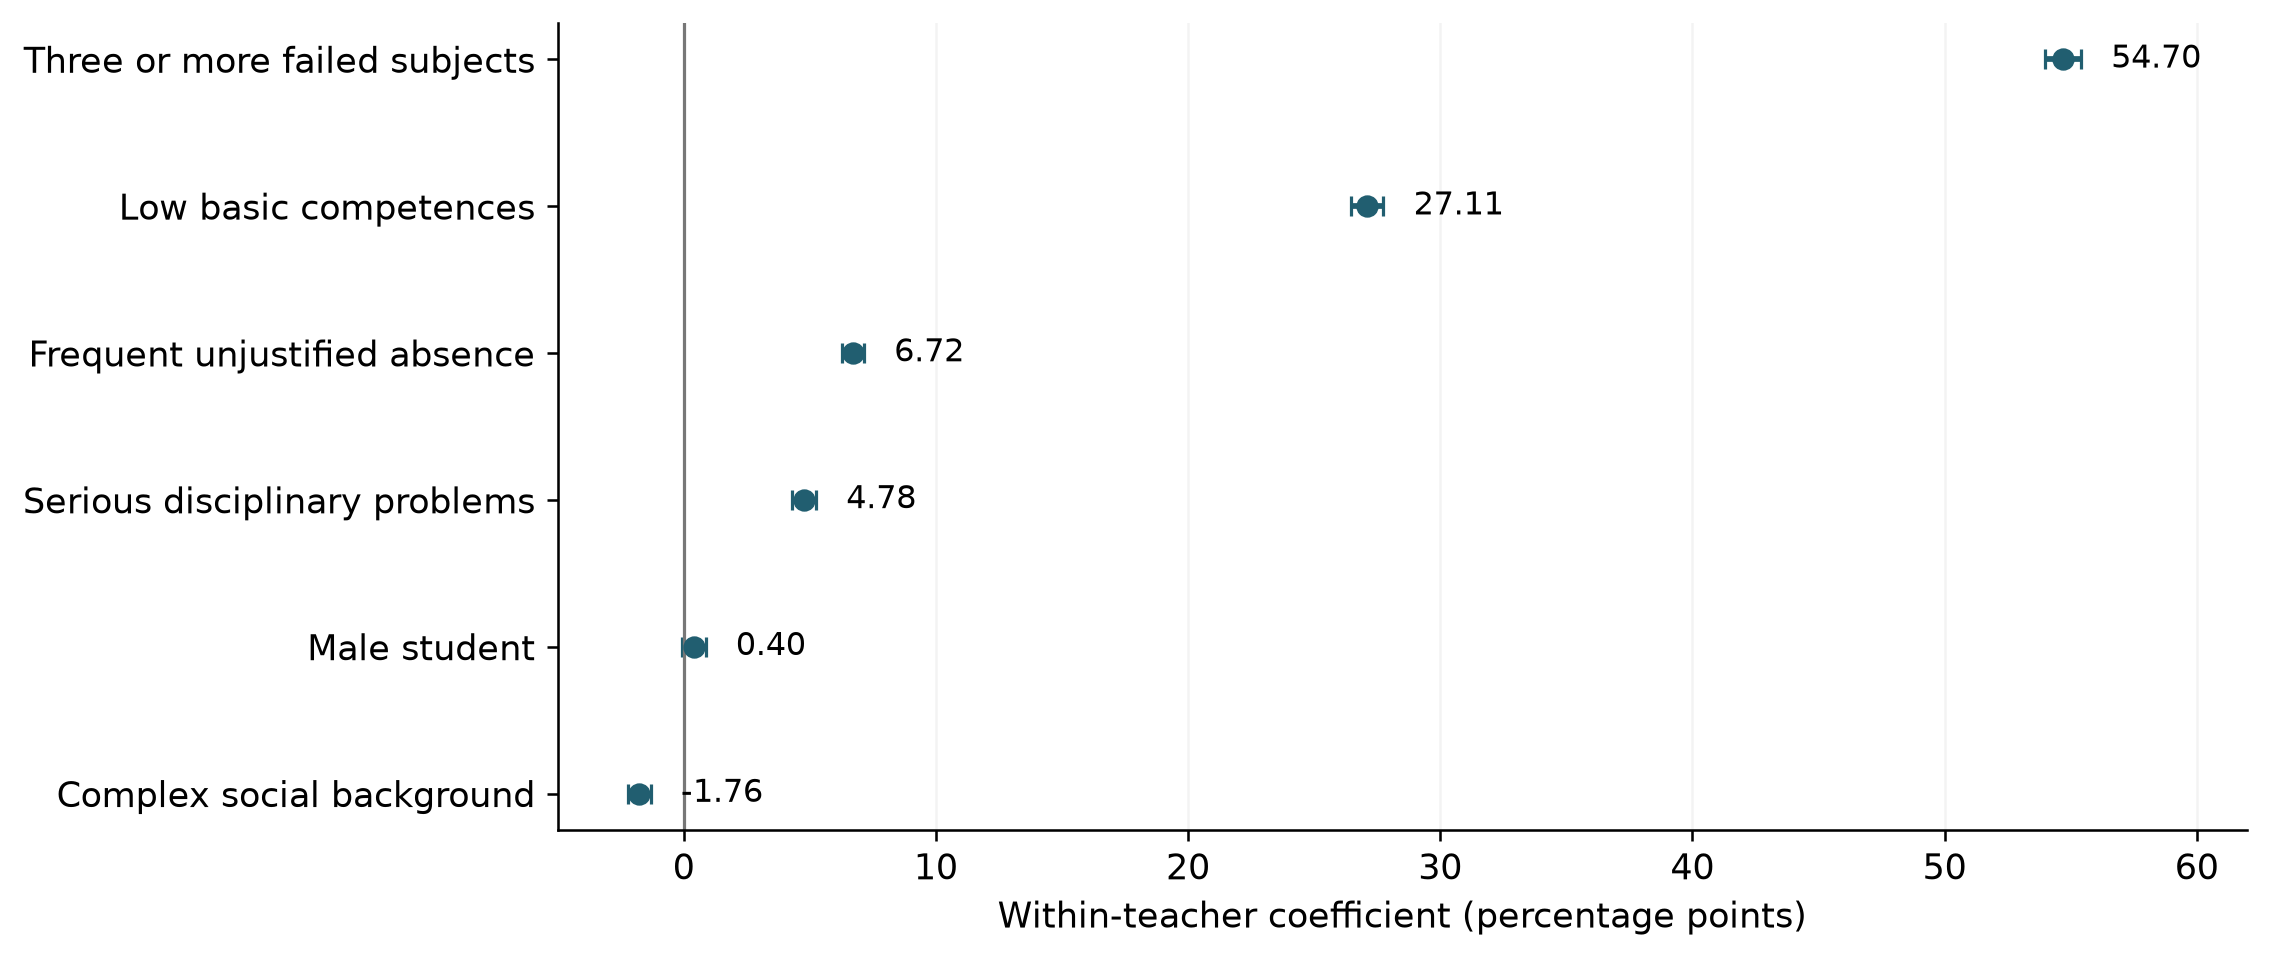 Three or more failed subjects 54.70
Low basic competences 27.11
Frequent unjustified absence 6.72
Serious disciplinary problems 4.78
Male student 0.40
Complex social background -1.76
0 10 20 30 40 50 60
Within-teacher coefficient (percentage points)